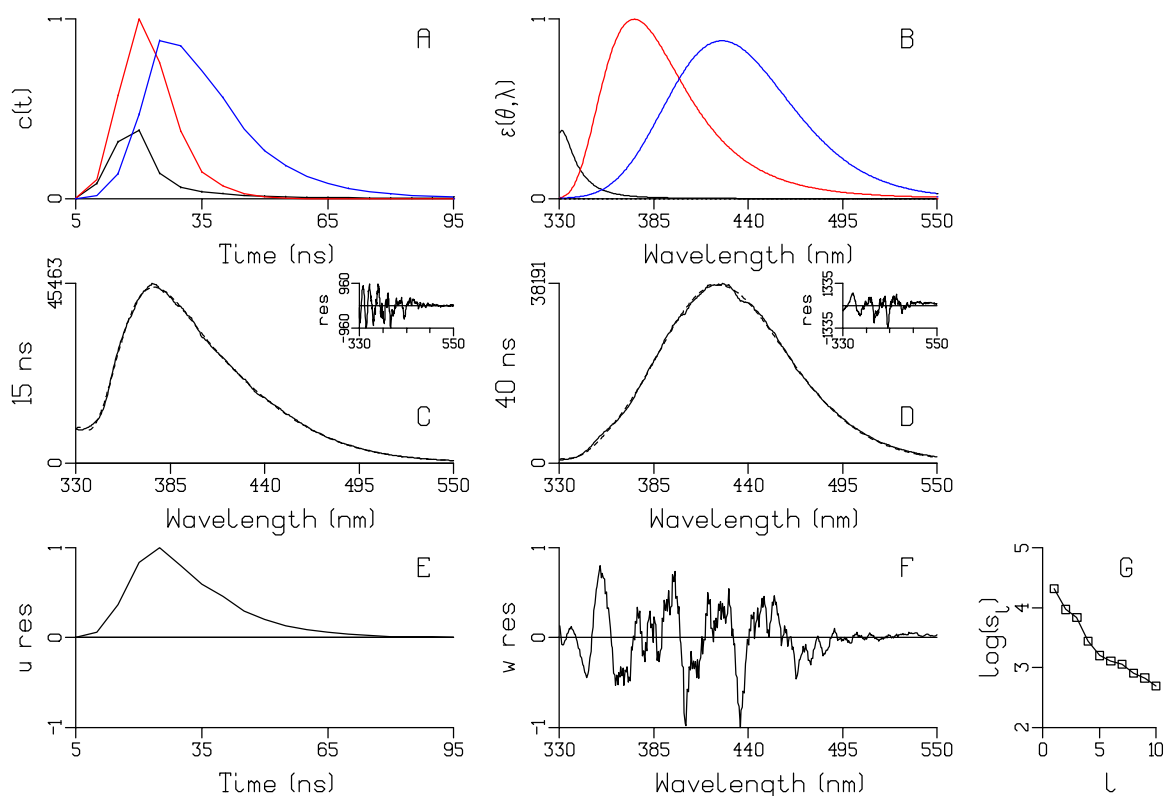 1
c(t)
A
0
5 35 65 95
Time (ns)
1
ε(θ,λ)
B
0
330 385 440 495 550
Wavelength (nm)
45463
15 ns
C
0
330 385 440 495 550
Wavelength (nm)
960
res
-960
330 550
38191
40 ns
D
0
330 385 440 495 550
Wavelength (nm)
1335
res
-1335
330 550
1
u res
E
0
-1
5 35 65 95
Time (ns)
1
w res
F
0
-1
330 385 440 495 550
Wavelength (nm)
5
4
3
2
log(s_l)
G
0 5 10
l